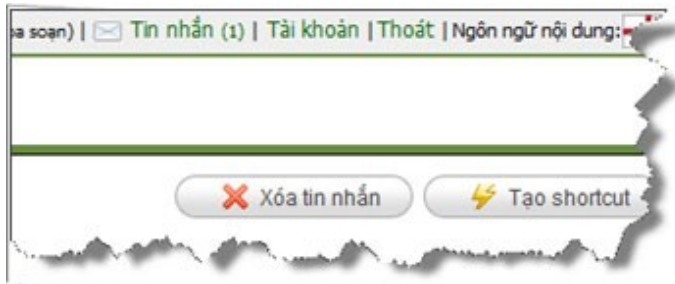 soạn) | Tin nhắn (1) | Tài khoản | Thoát | Ngôn ngữ nội dung:
Xóa tin nhắn Tạo shortcut